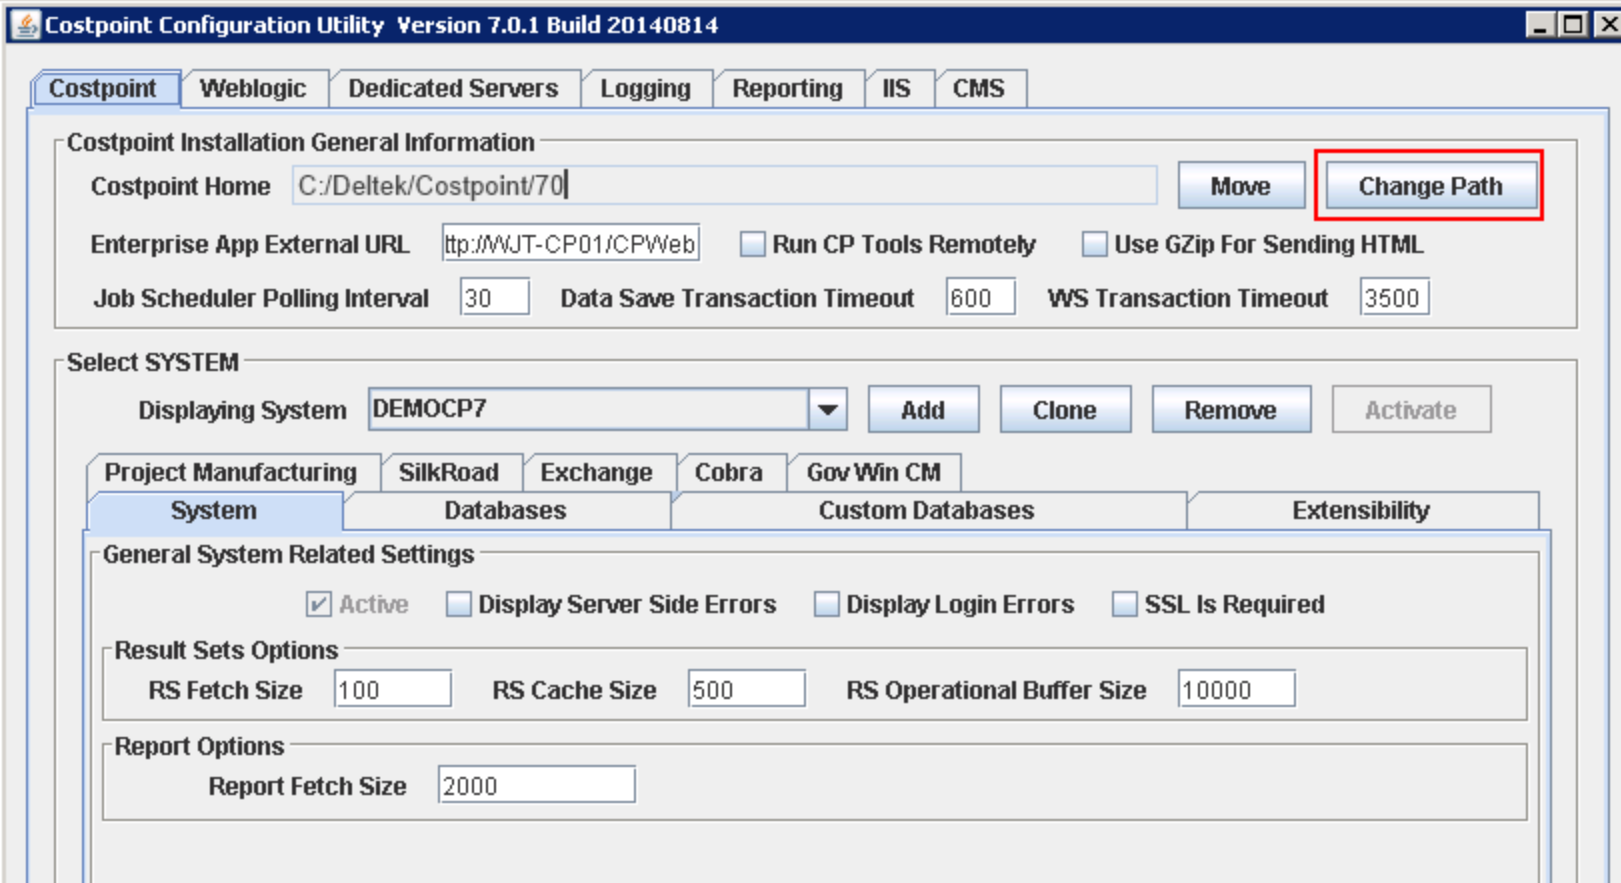 Costpoint Configuration Utility Version 7.0.1 Build 20140814
Costpoint Weblogic Dedicated Servers Logging Reporting IIS CMS
Costpoint Installation General Information
Costpoint Home C:/Deltek/Costpoint/70 Move Change Path
Enterprise App External URL ttp://WJT-CP01/CPWeb Run CP Tools Remotely Use GZip For Sending HTML
Job Scheduler Polling Interval 30 Data Save Transaction Timeout 600 WS Transaction Timeout 3500
Select SYSTEM
Displaying System DEMOCP7 Add Clone Remove Activate
Project Manufacturing SilkRoad Exchange Cobra Gov Win CM
System Databases Custom Databases Extensibility
General System Related Settings
Active Display Server Side Errors Display Login Errors SSL Is Required
Result Sets Options
RS Fetch Size 100 RS Cache Size 500 RS Operational Buffer Size 10000
Report Options
Report Fetch Size 2000